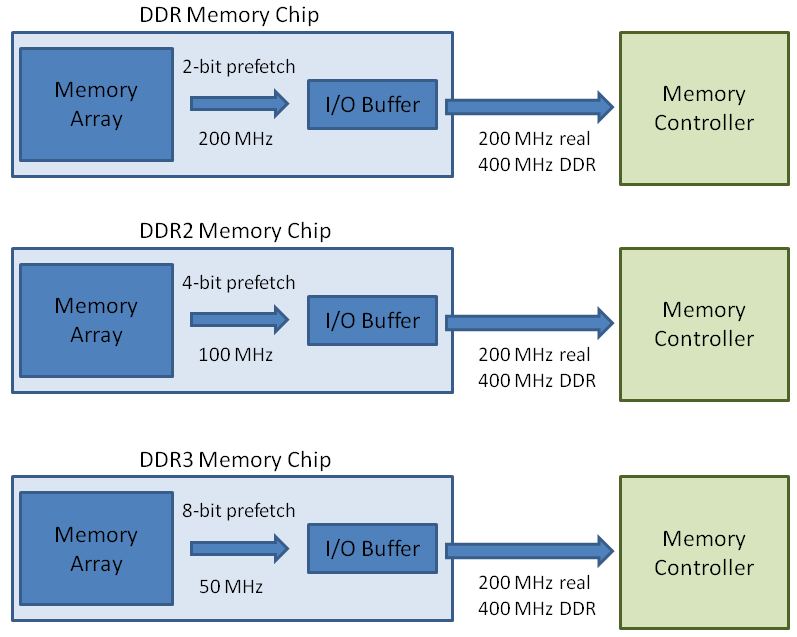 DDR Memory Chip
Memory
Array
2-bit prefetch
200 MHz
I/O Buffer
200 MHz real
400 MHz DDR
Memory
Controller
DDR2 Memory Chip
Memory
Array
4-bit prefetch
100 MHz
I/O Buffer
200 MHz real
400 MHz DDR
Memory
Controller
DDR3 Memory Chip
Memory
Array
8-bit prefetch
50 MHz
I/O Buffer
200 MHz real
400 MHz DDR
Memory
Controller